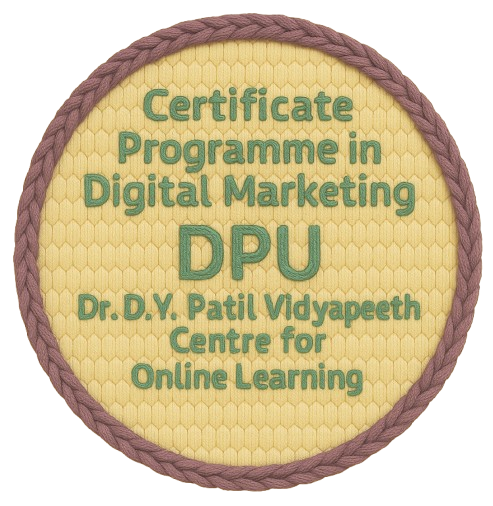 Certificate
Programme in
Digital Marketing
DPU
Dr. D.Y. Patil Vidyapeeth
Centre for
Online Learning